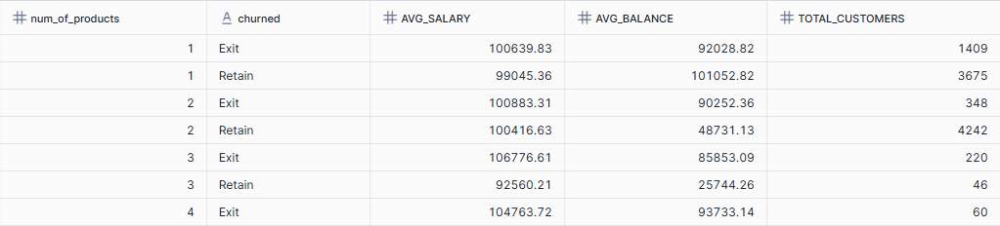 # num_of_products A churned # AVG_SALARY # AVG_BALANCE # TOTAL_CUSTOMERS
1 Exit 100639.83 92028.82 1409
1 Retain 99045.36 101052.82 3675
2 Exit 100883.31 90252.36 348
2 Retain 100416.63 48731.13 4242
3 Exit 106776.61 85853.09 220
3 Retain 92560.21 25744.26 46
4 Exit 104763.72 93733.14 60